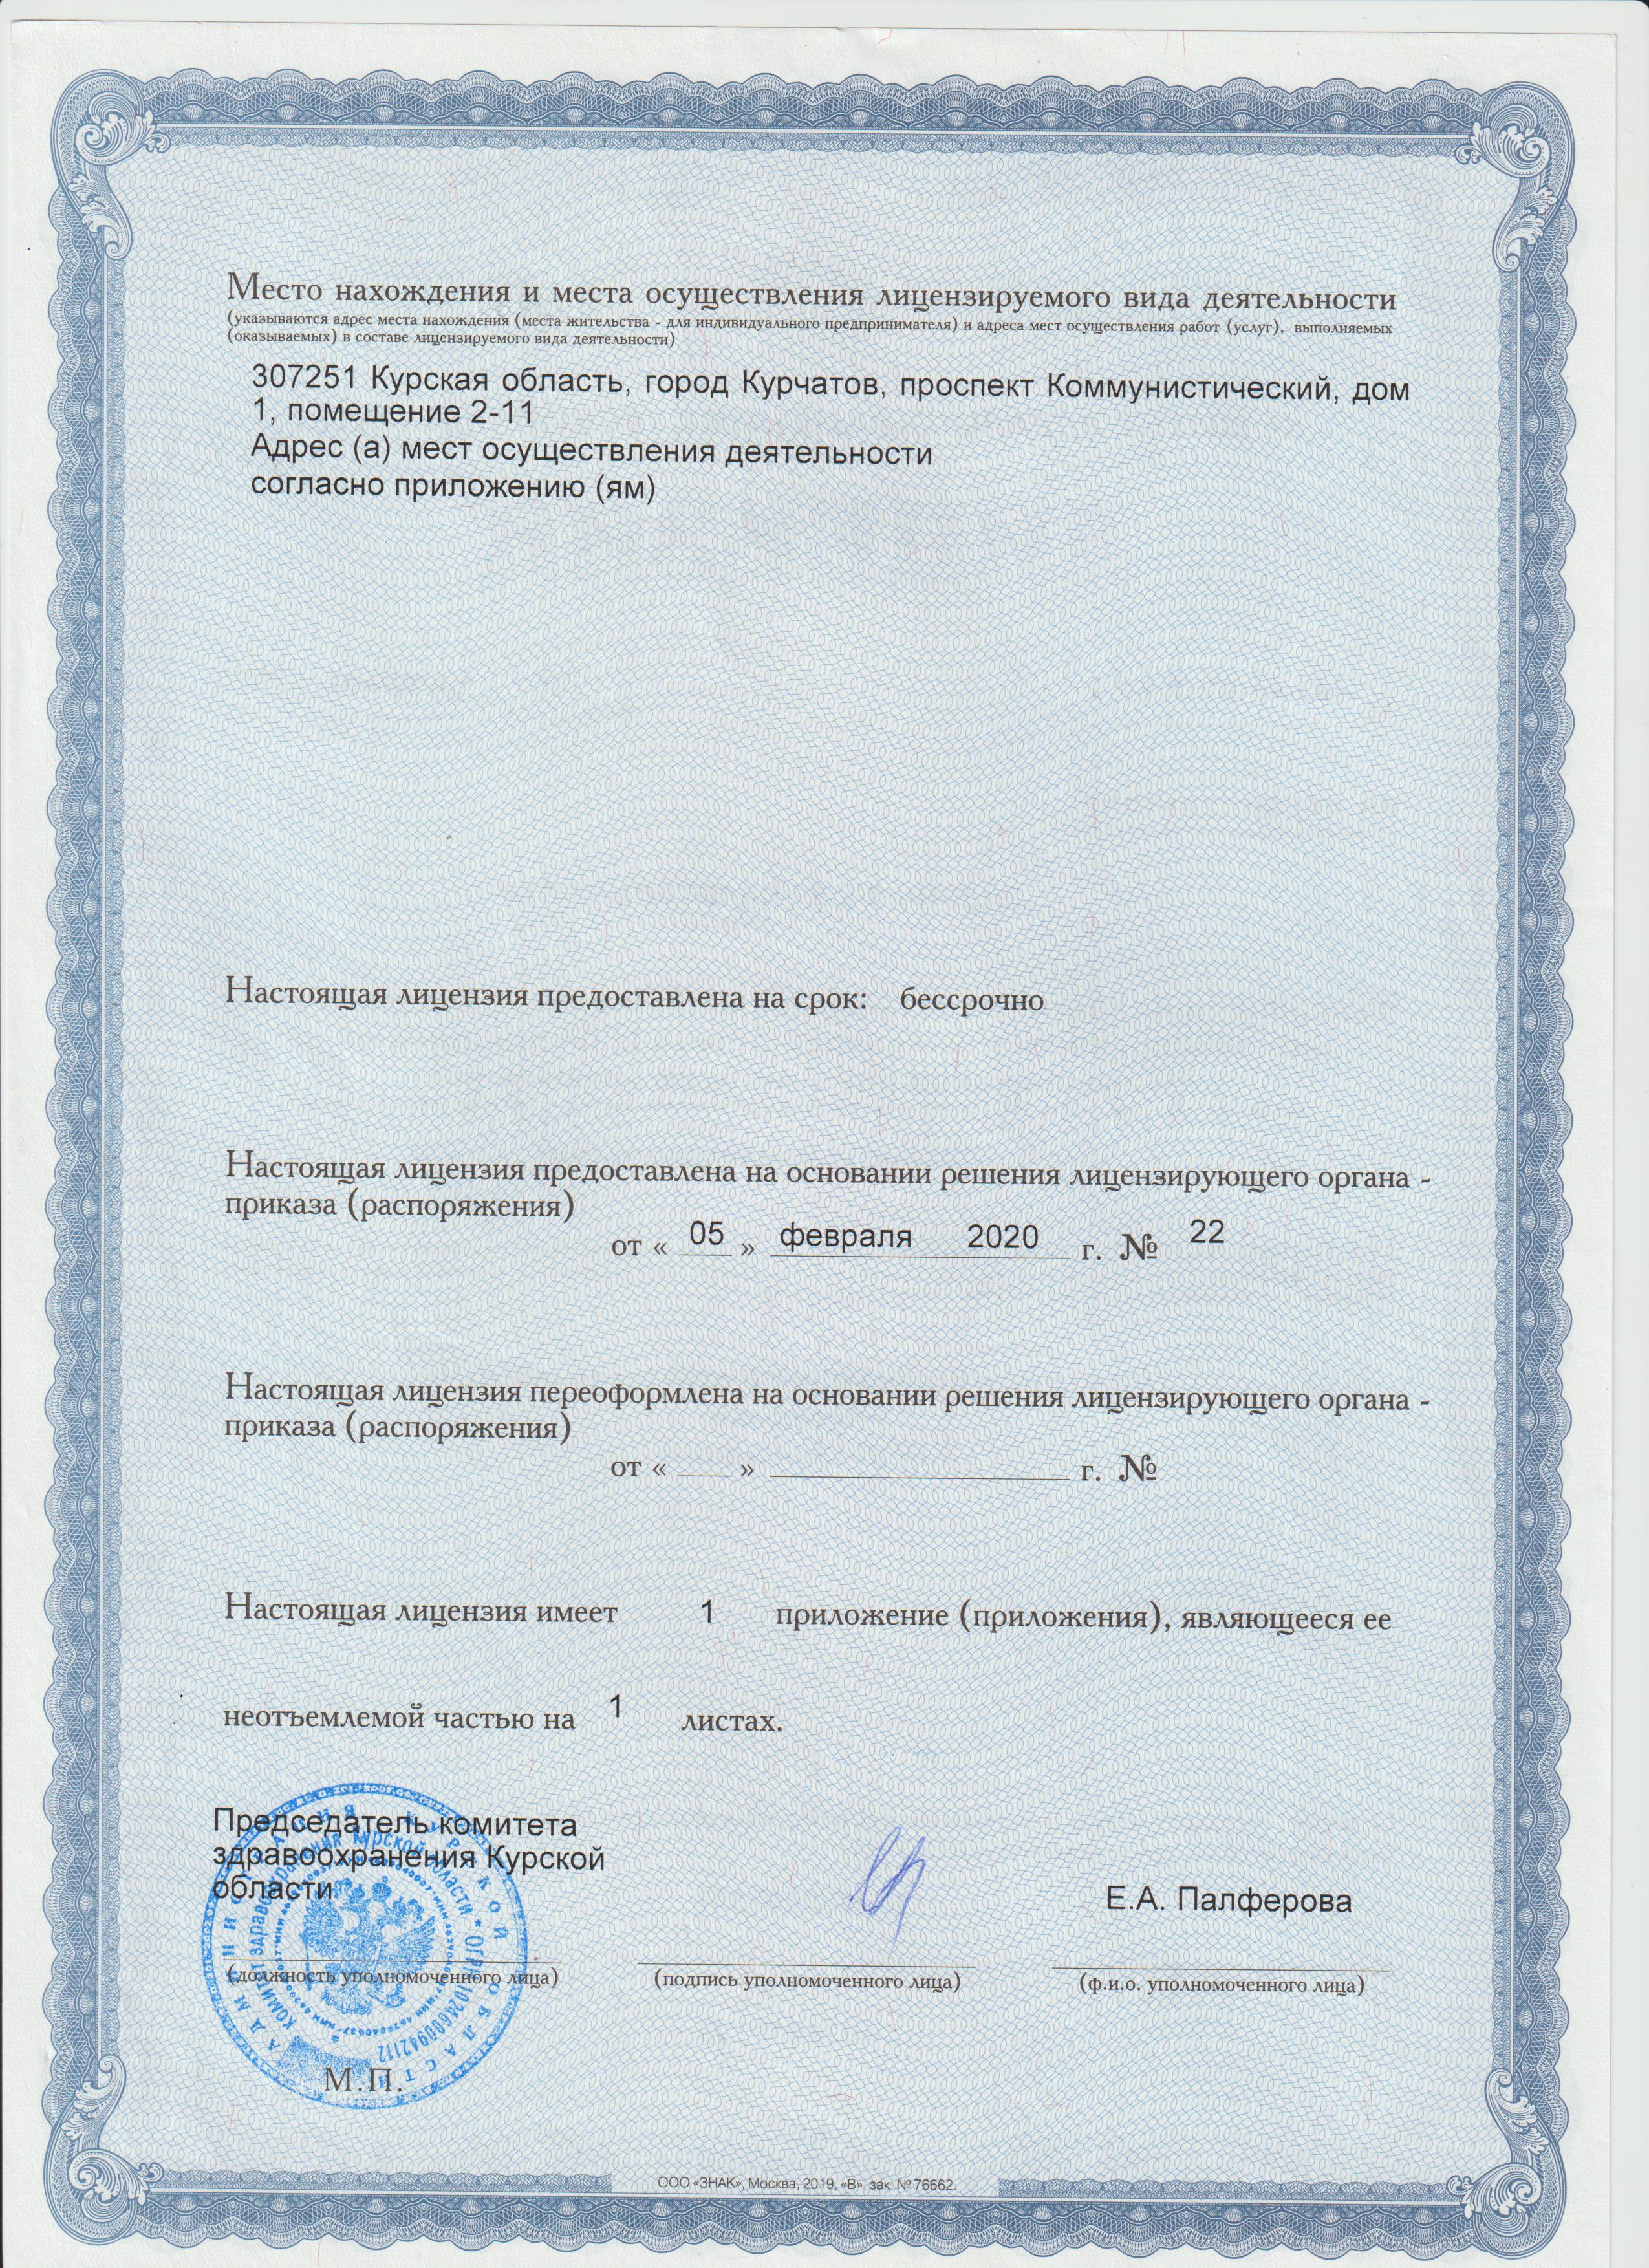 Место нахождения и места осуществления лицензируемого вида деятельности
(указываются адрес места нахождения (места жительства - для индивидуального предпринимателя) и адреса мест осуществления работ (услуг), выполняемых
(оказываемых) в составе лицензируемого вида деятельности)
307251 Курская область, город Курчатов, проспект Коммунистический, дом
1, помещение 2-11
Адрес (а) мест осуществления деятельности
согласно приложению (ям)
Настоящая лицензия предоставлена на срок: бессрочно
Настоящая лицензия предоставлена на основании решения лицензирующего органа -
приказа (распоряжения)
от « 05 » февраля 2020 г. № 22
Настоящая лицензия переоформлена на основании решения лицензирующего органа -
приказа (распоряжения)
от « » г. №
Настоящая лицензия имеет 1 приложение (приложения), являющееся ее
неотъемлемой частью на 1 листах.
Председатель комитета
здравоохранения Курской
области
Е.А. Палферова
(должность уполномоченного лица) (подпись уполномоченного лица) (ф.и.о. уполномоченного лица)
АДМИНИСТРАЦИЯ КУРСКОЙ ОБЛАСТИ
КОМИТЕТ здравоохранения Курской области * ОГРН 1024600942112
М.П.
ООО «ЗНАК», Москва, 2019, «В», зак. № 76662.